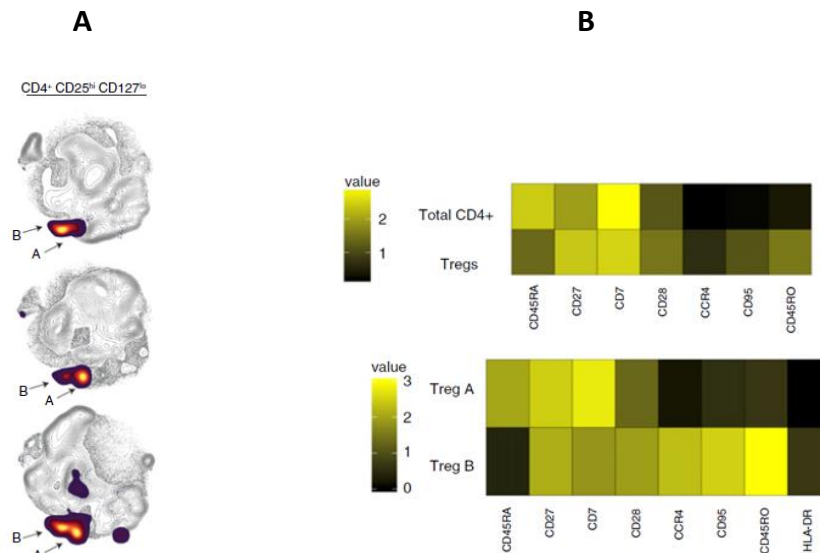 A
B
CD4+ CD25hi CD127lo
B
A
B
A
B
value
2
1
Total CD4+
Tregs
CD45RA
CD27
CD7
CD28
CCR4
CD95
CD45RO
value
3
2
1
0
Treg A
Treg B
CD45RA
CD27
CD7
CD28
CCR4
CD95
CD45RO
HLA-DR